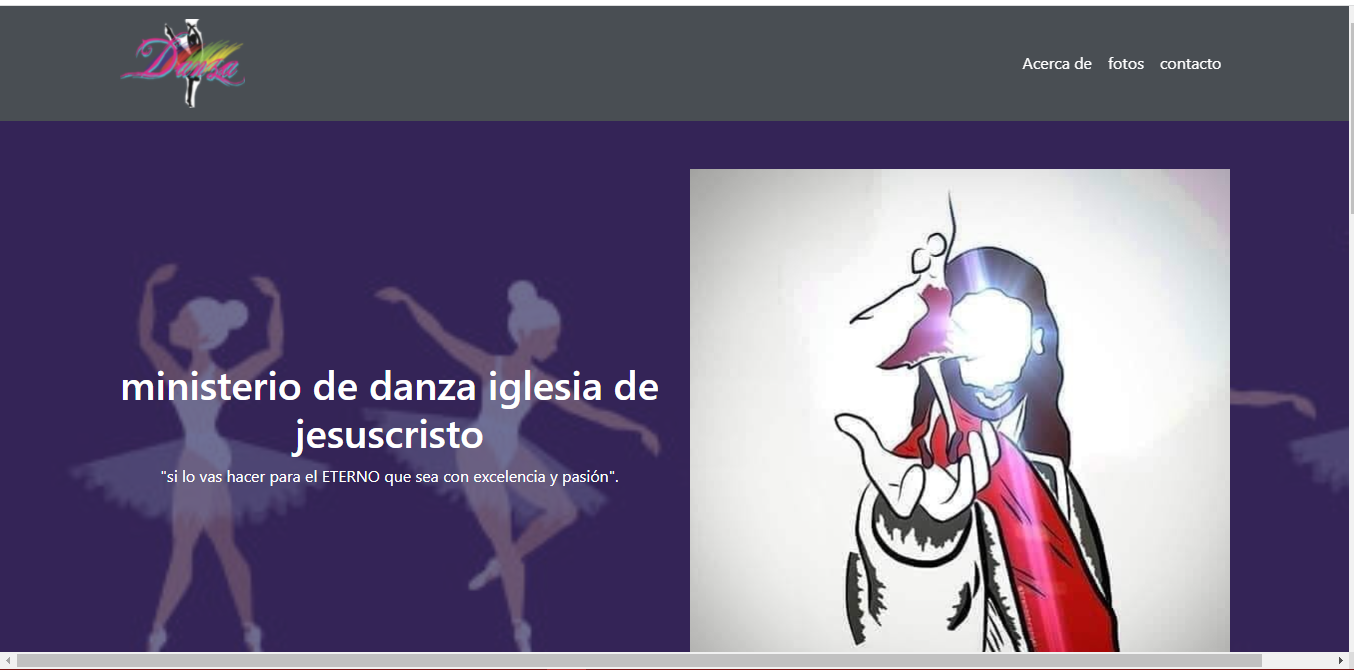 Danza
Acerca de fotos contacto
ministerio de danza iglesia de
jesuscristo
"si lo vas hacer para el ETERNO que sea con excelencia y pasión".